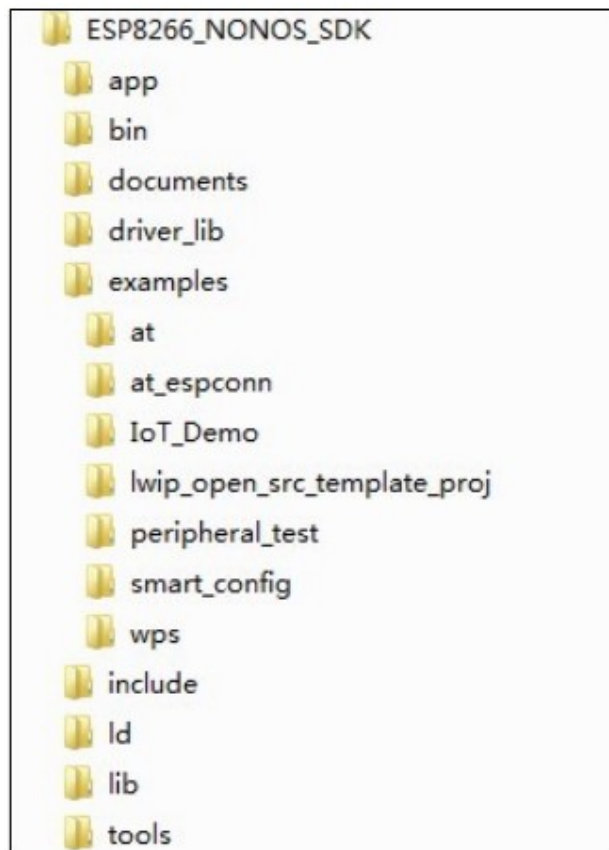 ESP8266_NONOS_SDK
app
bin
documents
driver_lib
examples
at
at_espconn
IoT_Demo
lwip_open_src_template_proj
peripheral_test
smart_config
wps
include
ld
lib
tools